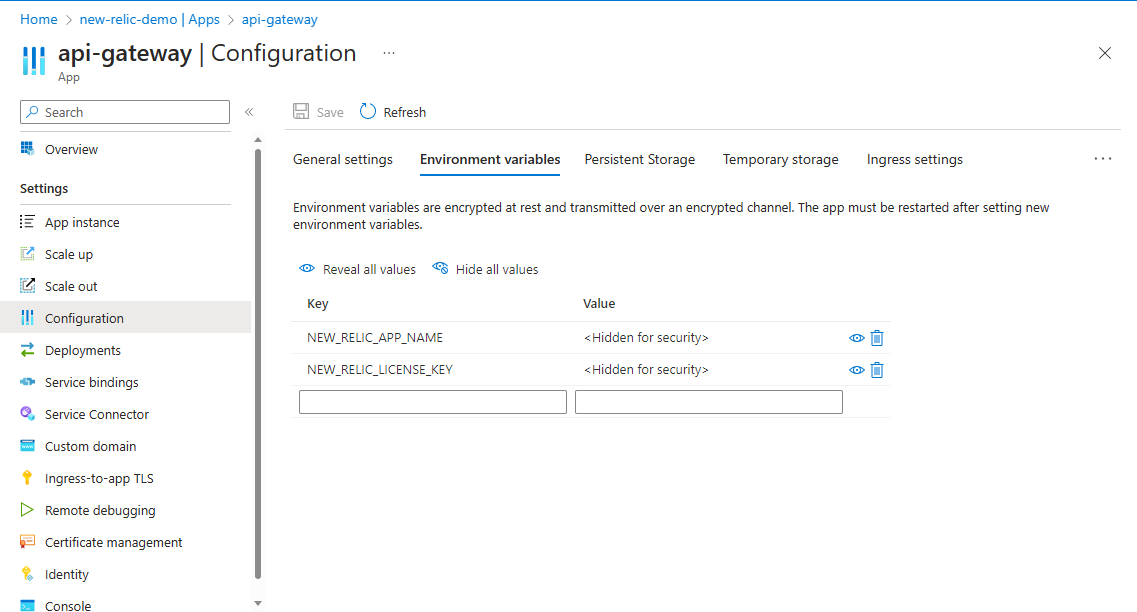 Home > new-relic-demo | Apps > api-gateway
api-gateway | Configuration ...
App
Search «
Overview
Settings
App instance
Scale up
Scale out
Configuration
Deployments
Service bindings
Service Connector
Custom domain
Ingress-to-app TLS
Remote debugging
Certificate management
Identity
Console
Save Refresh
General settings Environment variables Persistent Storage Temporary storage Ingress settings ...
Environment variables are encrypted at rest and transmitted over an encrypted channel. The app must be restarted after setting new
environment variables.
Reveal all values Hide all values
Key Value
NEW_RELIC_APP_NAME <Hidden for security>
NEW_RELIC_LICENSE_KEY <Hidden for security>